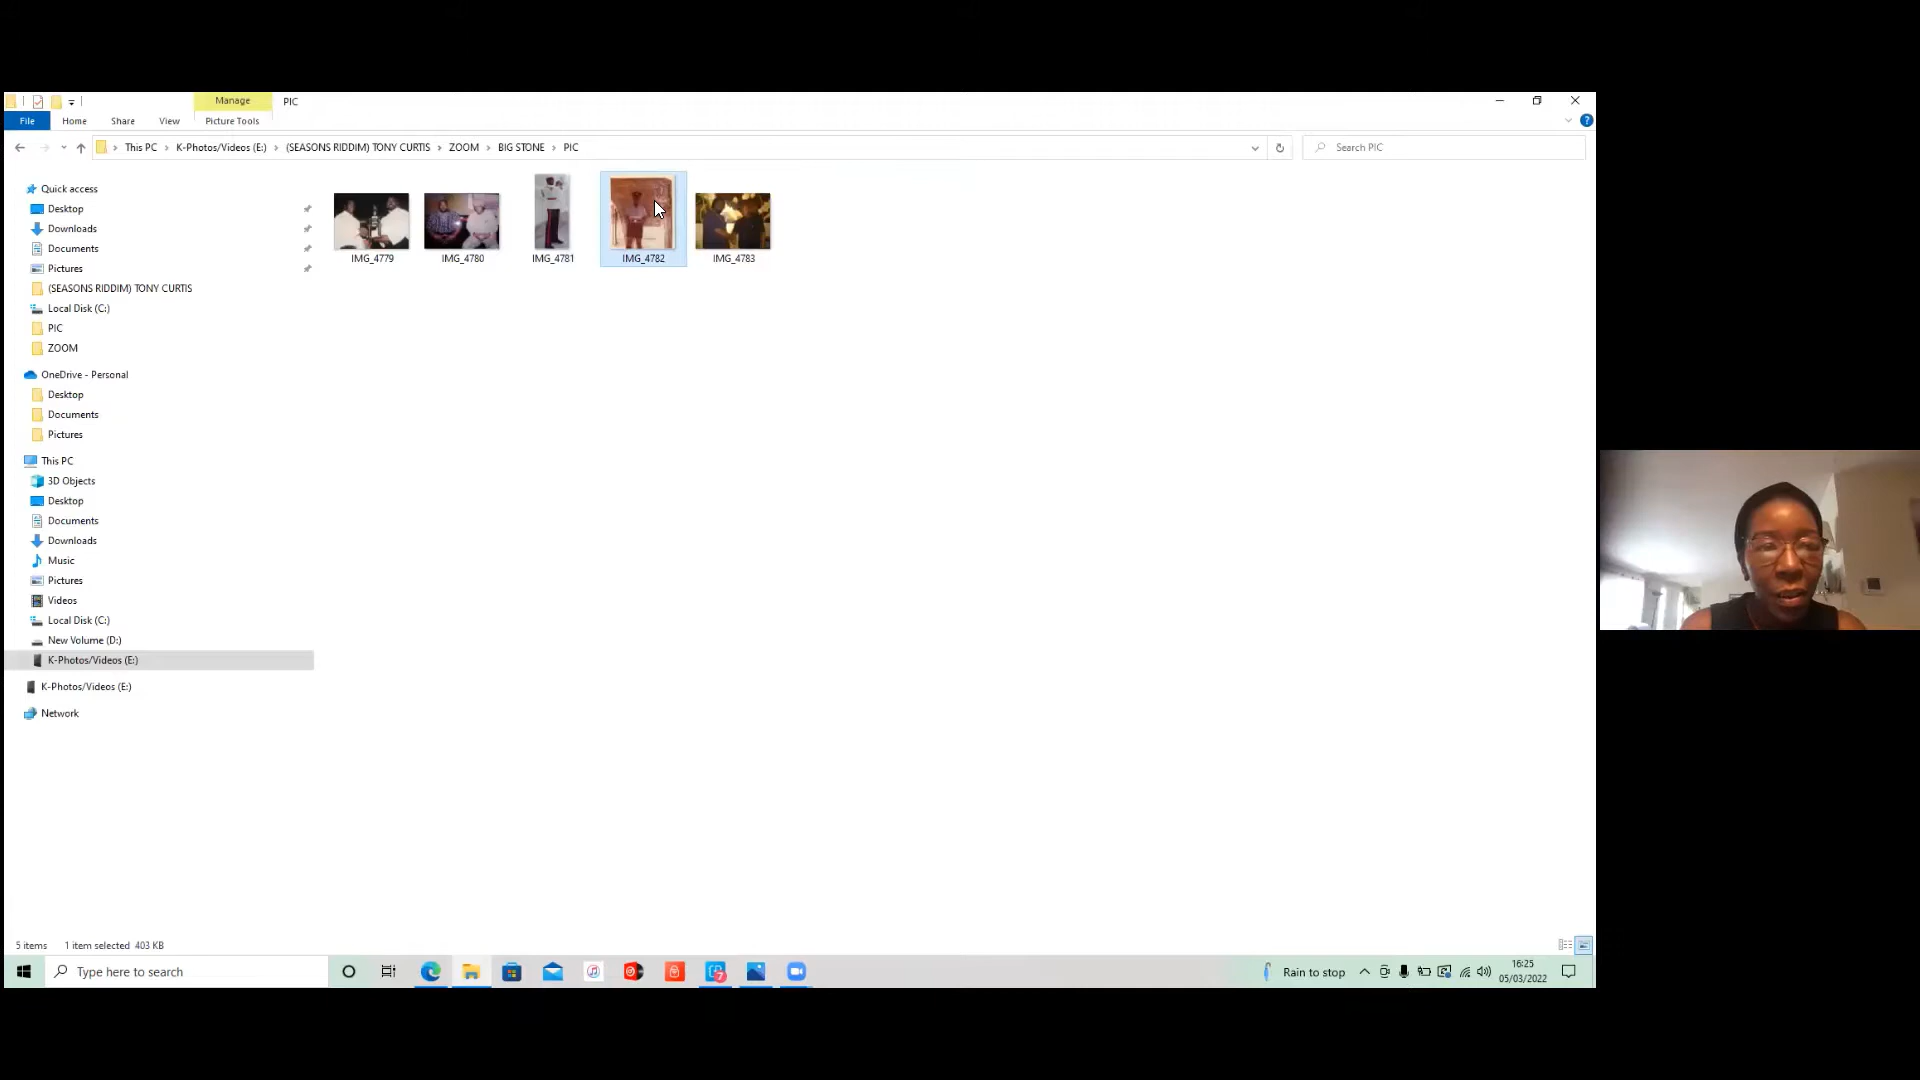 Manage
PIC
File
Home
Share
View
Picture Tools
This PC
K-Photos/Videos (E:)
(SEASONS RIDDIM) TONY CURTIS
ZOOM
BIG STONE
PIC
Search PIC
Quick access
Desktop
Downloads
Documents
Pictures
(SEASONS RIDDIM) TONY CURTIS
Local Disk (C:)
PIC
ZOOM
OneDrive - Personal
Desktop
Documents
Pictures
This PC
3D Objects
Desktop
Documents
Downloads
Music
Pictures
Videos
Local Disk (C:)
New Volume (D:)
K-Photos/Videos (E:)
K-Photos/Videos (E:)
Network
IMG_4779
IMG_4780
IMG_4781
IMG_4782
IMG_4783
5 items
1 item selected 403 KB
Type here to search
7
Rain to stop
16:25
05/03/2022